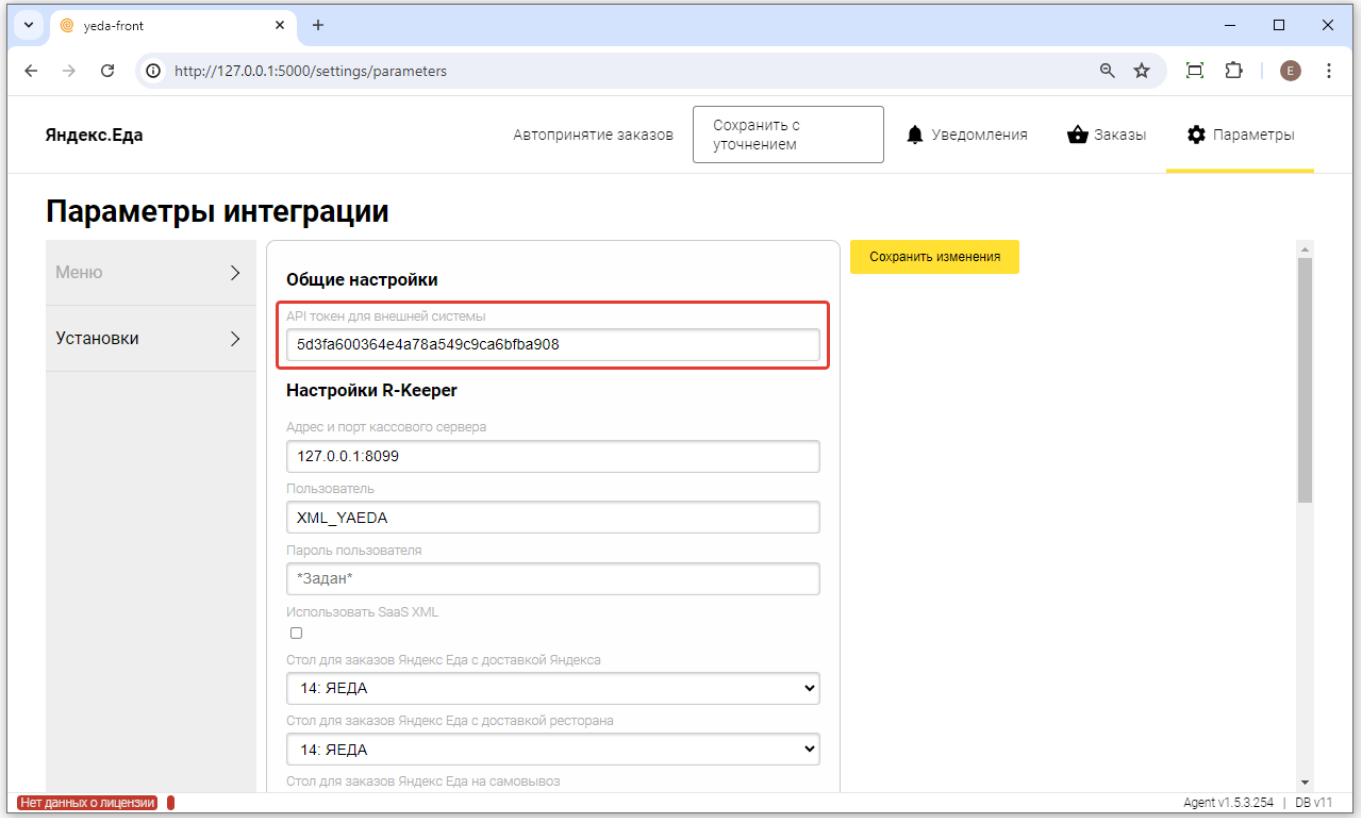 yeda-front
http://127.0.0.1:5000/settings/parameters
E
Яндекс.Еда
Автопринятие заказов
Сохранить с
уточнением
Уведомления
Заказы
Параметры
Параметры интеграции
Меню
Установки
Общие настройки
API токен для внешней системы
5d3fa600364e4a78a549c9ca6bfba908
Настройки R-Keeper
Адрес и порт кассового сервера
127.0.0.1:8099
Пользователь
XML_YAEDA
Пароль пользователя
*Задан*
Использовать SaaS XML
Стол для заказов Яндекс Еда с доставкой Яндекса
14: ЯЕДА
Стол для заказов Яндекс Еда с доставкой ресторана
14: ЯЕДА
Стол для заказов Яндекс Еда на самовывоз
Сохранить изменения
Нет данных о лицензии
Agent v1.5.3.254 | DB v11